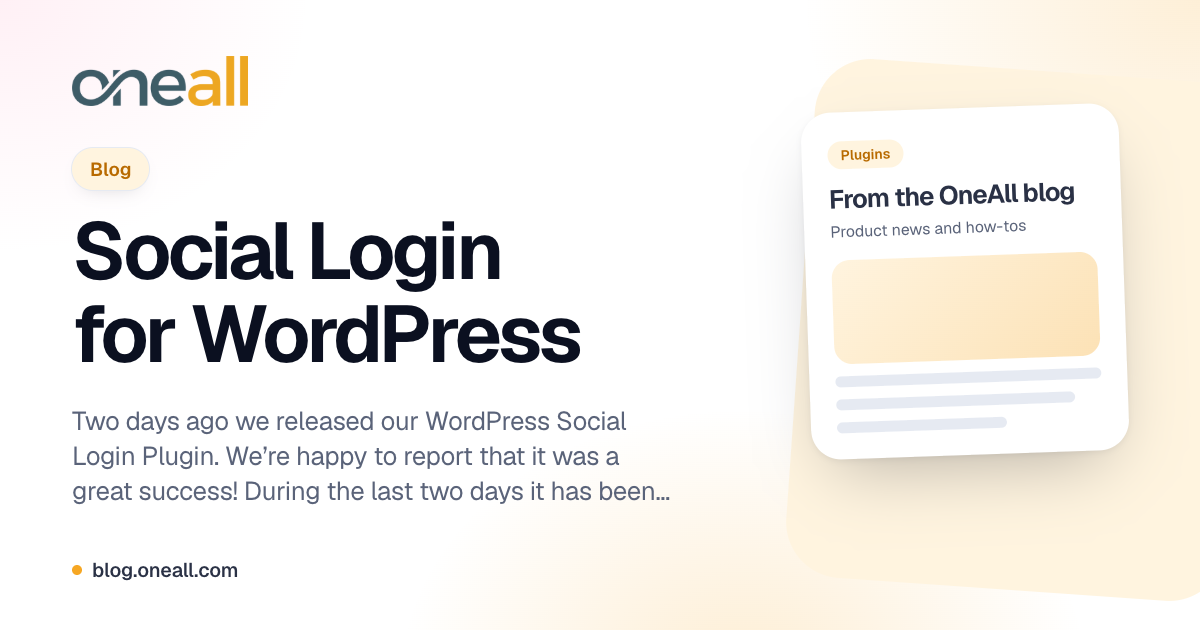 oneall
Blog
Social Login
for WordPress
Two days ago we released our WordPress Social
Login Plugin. We’re happy to report that it was a
great success! During the last two days it has been...
blog.oneall.com
Plugins
From the OneAll blog
Product news and how-tos